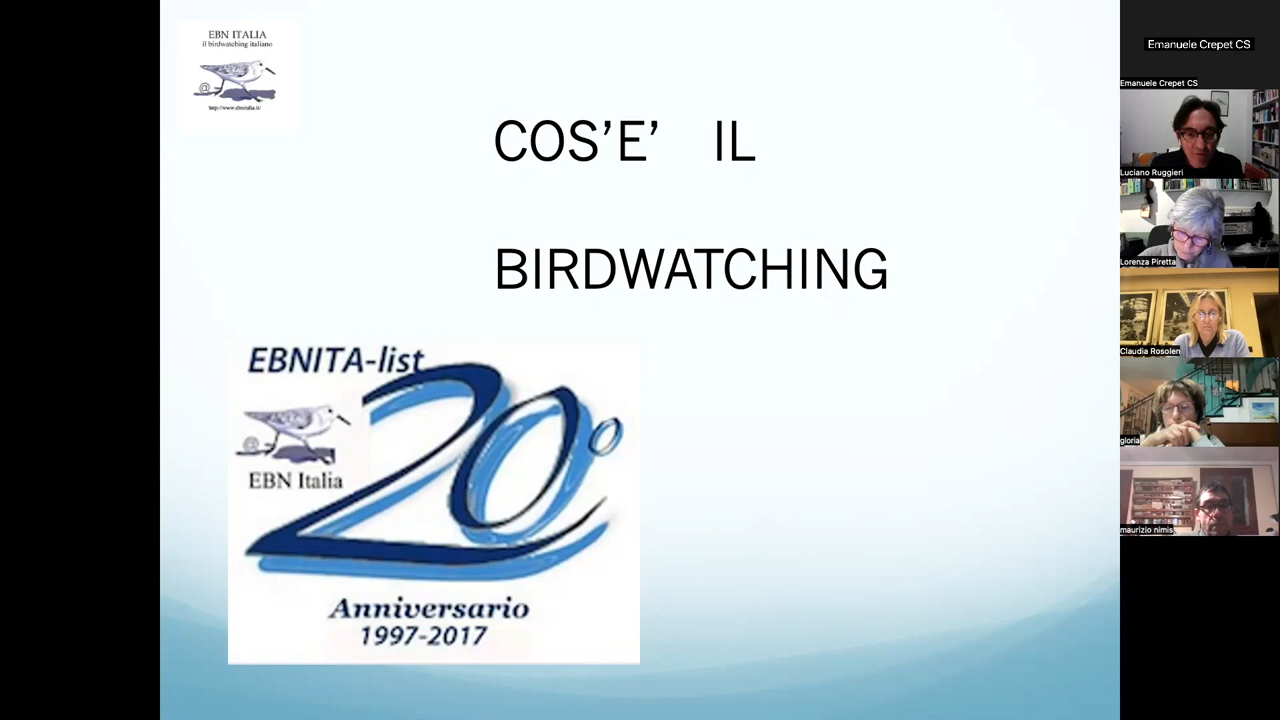 EBN ITALIA
il birdwatching italiano
@
http://www.ebnitalia.it/
COS’E’ IL
BIRDWATCHING
EBNITA-list
20°
@
EBN Italia
Anniversario
1997-2017
Emanuele Crepet CS
Emanuele Crepet CS
Luciano Ruggieri
Lorenza Piretta
Claudia Rosolen
gloria
maurizio nimis